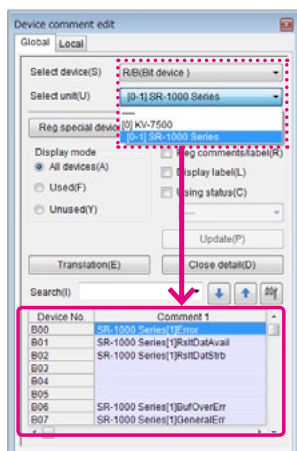 Device comment edit
Global Local
Select device(S) R/B(Bit device )
Select unit(U) [0-1] SR-1000 Series
----
Reg special devic [0] KV-7500
[0-1] SR-1000 Series
Display mode Reg comments/label(R)
All devices(A) Display label(L)
Used(F) Using status(C)
Unused(Y) ----
Update(P)
Translation(E) Close detail(D)
Search(I)
Device No. Comment 1
B00 SR-1000 Series[1]Error
B01 SR-1000 Series[1]RsltDatAvail
B02 SR-1000 Series[1]RsltDatStrb
B03
B04
B05
B06 SR-1000 Series[1]BufOverErr
B07 SR-1000 Series[1]GeneralErr